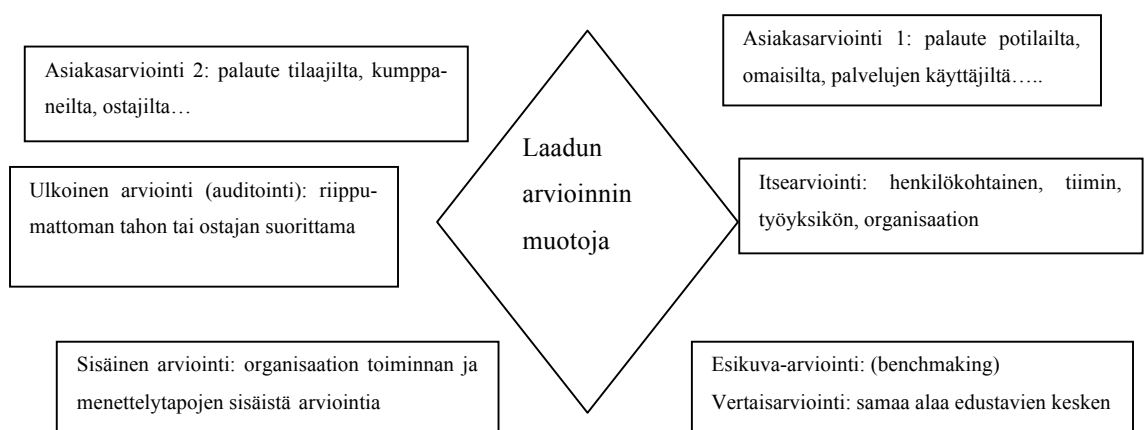 Asiakasarviointi 2: palaute tilaajilta, kumppa-
neilta, ostajilta…
Asiakasarviointi 1: palaute potilailta,
omaisilta, palvelujen käyttäjiltä…..
Laadun
arvioinnin
muotoja
Ulkoinen arviointi (auditointi): riippu-
mattoman tahon tai ostajan suorittama
Itsearviointi: henkilökohtainen, tiimin,
työyksikön, organisaation
Sisäinen arviointi: organisaation toiminnan ja
menettelytapojen sisäistä arviointia
Esikuva-arviointi: (benchmaking)
Vertaisarviointi: samaa alaa edustavien kesken